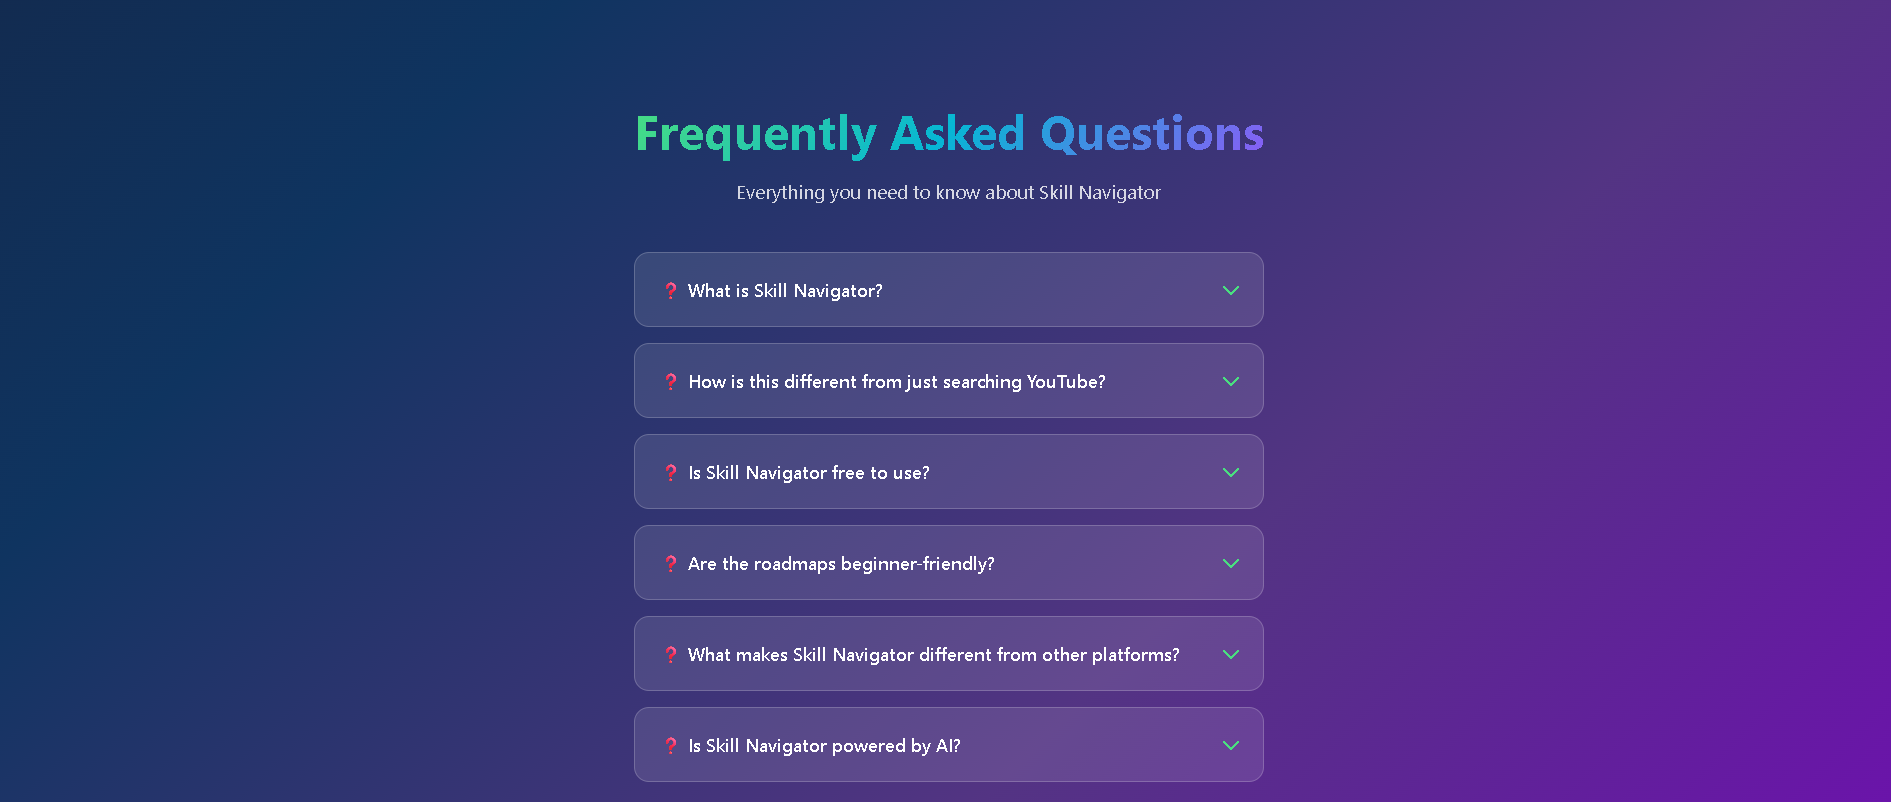 Frequently Asked Questions
Everything you need to know about Skill Navigator
❓ What is Skill Navigator?
❓ How is this different from just searching YouTube?
❓ Is Skill Navigator free to use?
❓ Are the roadmaps beginner-friendly?
❓ What makes Skill Navigator different from other platforms?
❓ Is Skill Navigator powered by AI?